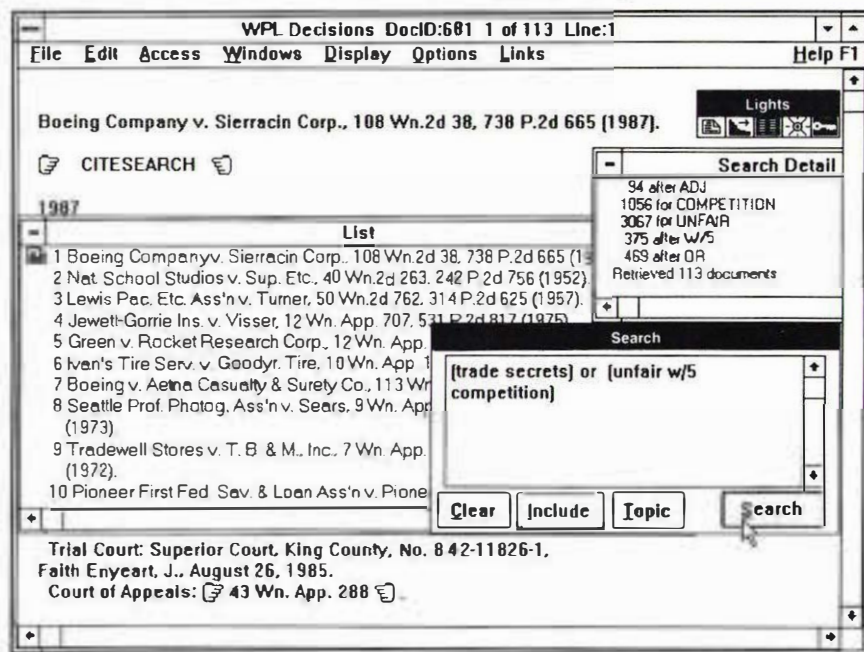 WPL Decisions DocID:681 1 of 113 Line:1
File Edit Access Windows Display Options Links Help F1
Lights
Boeing Company v. Sierracin Corp., 108 Wn.2d 38, 738 P.2d 665 (1987).
CITESEARCH
1987
Search Detail
94 after ADJ
1056 for COMPETITION
3067 for UNFAIR
375 after W/5
469 after OR
Retrieved 113 documents
List
1 Boeing Company v. Sierracin Corp., 108 Wn.2d 38, 738 P.2d 665 (1
2 Nat. School Studios v. Sup. Etc., 40 Wn.2d 263, 242 P.2d 756 (1952).
3 Lewis Pac. Etc. Ass'n v. Turner, 50 Wn.2d 762, 314 P.2d 625 (1957).
4 Jewett-Gorrie Ins. v. Visser, 12 Wn. App. 707, 531 P.2d 817 (1975)
5 Green v. Rocket Research Corp., 12 Wn. App.
6 Ivan's Tire Serv. v. Goodyr. Tire, 10 Wn. App. 1
7 Boeing v. Aetna Casualty & Surety Co., 113 Wn
8 Seattle Prof. Photog. Ass'n v. Sears, 9 Wn. App
(1973)
9 Tradewell Stores v. T. B & M., Inc., 7 Wn. App.
(1972).
10 Pioneer First Fed. Sav. & Loan Ass'n v. Pione
Search
(trade secrets) or (unfair w/5
competition)
Clear Include Topic Search
Trial Court: Superior Court, King County, No. 842-11826-1,
Faith Enyeart, J., August 26, 1985.
Court of Appeals: 43 Wn. App. 288